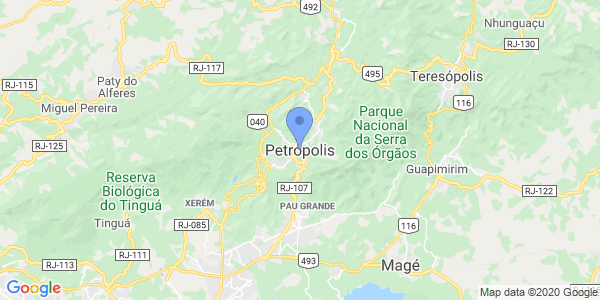 492
Nhunguaçu
RJ-130
RJ-117
495
Teresópolis
RJ-115
Paty do
Alferes
116
Miguel Pereira
Parque
Nacional
da Serra
dos Órgãos
040
RJ-125
Petrópolis
Guapimirim
Reserva
Biológica
do Tinguá
RJ-107
RJ-122
XERÉM
PAU GRANDE
Tinguá
RJ-085
116
RJ-111
RJ-113
493
Magé
Google
Map data ©2020 Google